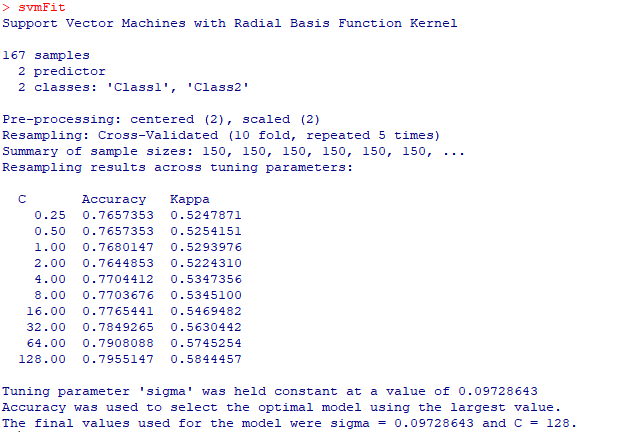 > svmFit
Support Vector Machines with Radial Basis Function Kernel
167 samples
2 predictor
2 classes: 'Class1', 'Class2'
Pre-processing: centered (2), scaled (2)
Resampling: Cross-Validated (10 fold, repeated 5 times)
Summary of sample sizes: 150, 150, 150, 150, 150, 150, ...
Resampling results across tuning parameters:
C Accuracy Kappa
0.25 0.7657353 0.5247871
0.50 0.7657353 0.5254151
1.00 0.7680147 0.5293976
2.00 0.7644853 0.5224310
4.00 0.7704412 0.5347356
8.00 0.7703676 0.5345100
16.00 0.7765441 0.5469482
32.00 0.7849265 0.5630442
64.00 0.7908088 0.5745254
128.00 0.7955147 0.5844457
Tuning parameter 'sigma' was held constant at a value of 0.09728643
Accuracy was used to select the optimal model using the largest value.
The final values used for the model were sigma = 0.09728643 and C = 128.